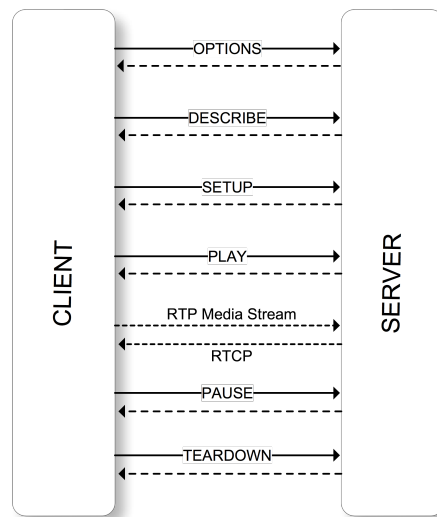 CLIENT
SERVER
OPTIONS
DESCRIBE
SETUP
PLAY
RTP Media Stream
RTCP
PAUSE
TEARDOWN